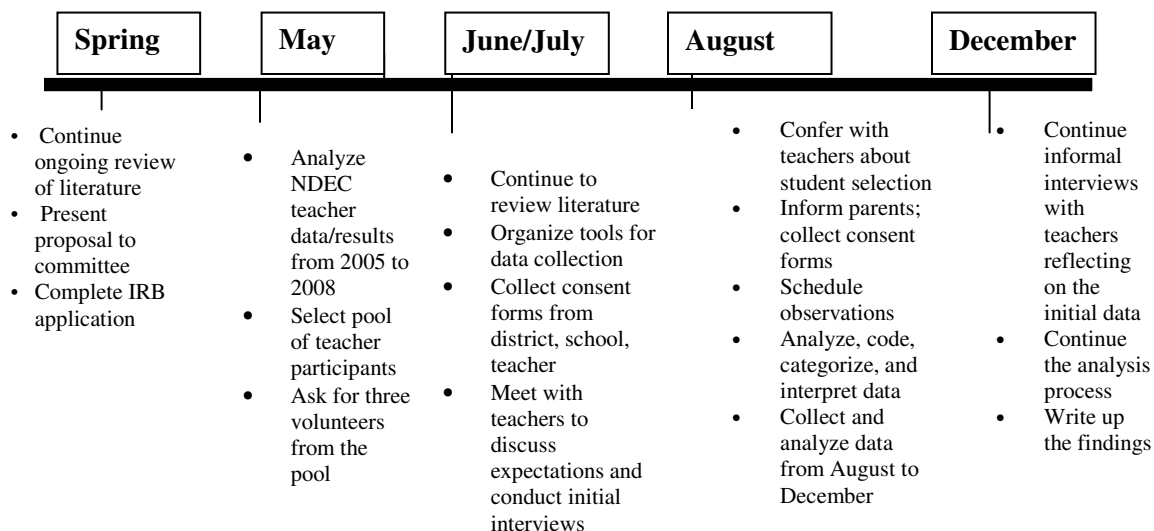 Spring
May
June/July
August
December
• Continue
ongoing review
of literature
• Present
proposal to
committee
• Complete IRB
application
• Analyze
NDEC
teacher
data/results
from 2005 to
2008
• Select pool
of teacher
participants
• Ask for three
volunteers
from the
pool
• Continue to
review literature
• Organize tools for
data collection
• Collect consent
forms from
district, school,
teacher
• Meet with
teachers to
discuss
expectations and
conduct initial
interviews
• Confer with
teachers about
student selection
• Inform parents;
collect consent
forms
• Schedule
observations
• Analyze, code,
categorize, and
interpret data
• Collect and
analyze data
from August to
December
• Continue
informal
interviews
with
teachers
reflecting
on the
initial data
• Continue
the analysis
process
• Write up
the findings